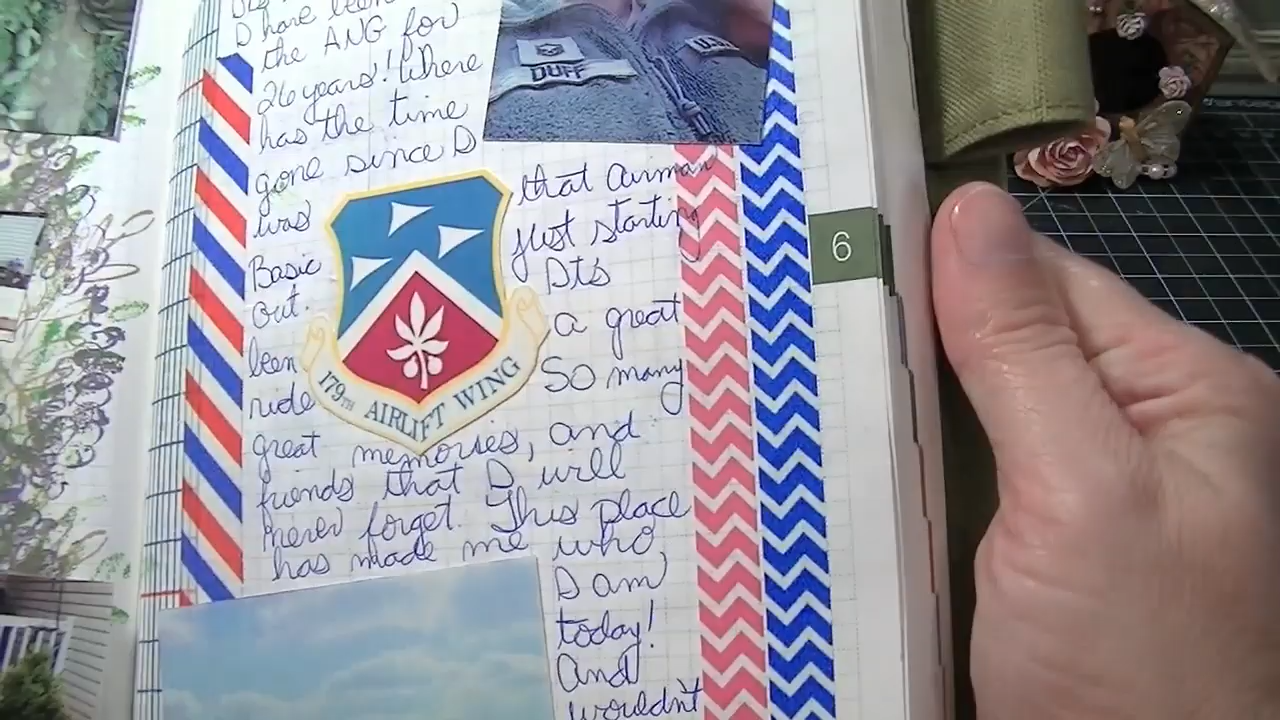 I have been
the ANG for
26 years! Where
has the time
gone since I
was that Airman
just starting
Basic It's
out.
been a great
ride So many
great memories, and
friends that I will
never forget. This place
has made me who
I am
today!
And
wouldn't
DUFF
179TH AIRLIFT WING
6